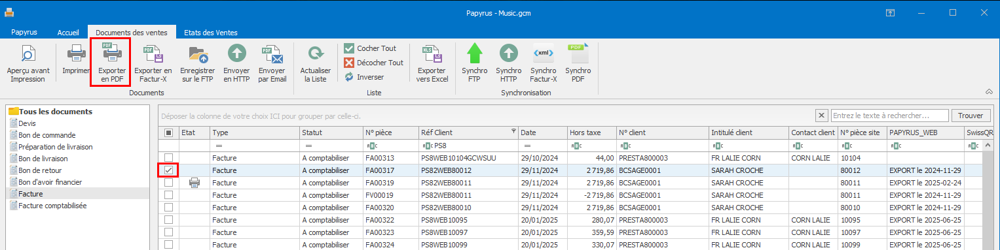 Papyrus - Music.gcm
Papyrus Accueil Documents des ventes Etats des Ventes
Aperçu avant Impression
Imprimer
PDF Exporter en PDF
PDF Exporter en Factur-X
Enregistrer sur le FTP
Envoyer en HTTP
PDF Envoyer par Email
Actualiser la Liste
Cocher Tout
Décocher Tout
Inverser
XLS Exporter vers Excel
Synchro FTP
Synchro HTTP
<xml> Synchro Factur-X
PDF Synchro PDF
Documents Liste Synchronisation
Tous les documents
Devis
Bon de commande
Préparation de livraison
Bon de livraison
Bon de retour
Bon d'avoir financier
Facture
Facture comptabilisée
Déposer la colonne de votre choix ICI pour grouper par celle-ci. Entrez le texte à rechercher... Trouver
Etat Type Statut N° pièce Réf Client Date Hors taxe N° client Intitulé client Contact client N° pièce site PAPYRUS_WEB SwissQR
= = ABC ABC PS8 = ABC ABC ABC ABC ABC ABC ABC
Facture A comptabiliser FA00313 PS8WEB10104GCWSUU 29/10/2024 44,00 PRESTA800003 FR LALIE CORN CORN LALIE 10104
Facture A comptabiliser FA00317 PS82WEB80012 29/11/2024 2 719,86 BCSAGE0001 SARAH CROCHE 80012 EXPORT le 2024-11-29
Facture A comptabiliser FA00319 PS82WEB80011 29/11/2024 2 719,86 BCSAGE0001 SARAH CROCHE 80011 EXPORT le 2025-02-24
Facture A comptabiliser FV00019 PS82WEB80011 29/11/2024 -2 719,86 BCSAGE0001 SARAH CROCHE 80011 EXPORT le 2024-11-29
Facture A comptabiliser FA00320 PS82WEB80010 29/11/2024 2 719,86 BCSAGE0001 SARAH CROCHE 80010 EXPORT le 2024-11-29
Facture A comptabiliser FA00322 PS8WEB10095 20/01/2025 280,07 PRESTA800003 FR LALIE CORN CORN LALIE 10095 EXPORT le 2025-06-25
Facture A comptabiliser FA00323 PS8WEB10097 20/01/2025 359,59 PRESTA800003 FR LALIE CORN CORN LALIE 10097 EXPORT le 2025-06-25
Facture A comptabiliser FA00324 PS8WEB10099 20/01/2025 330,07 PRESTA800003 FR LALIE CORN CORN LALIE 10099 EXPORT le 2025-06-25